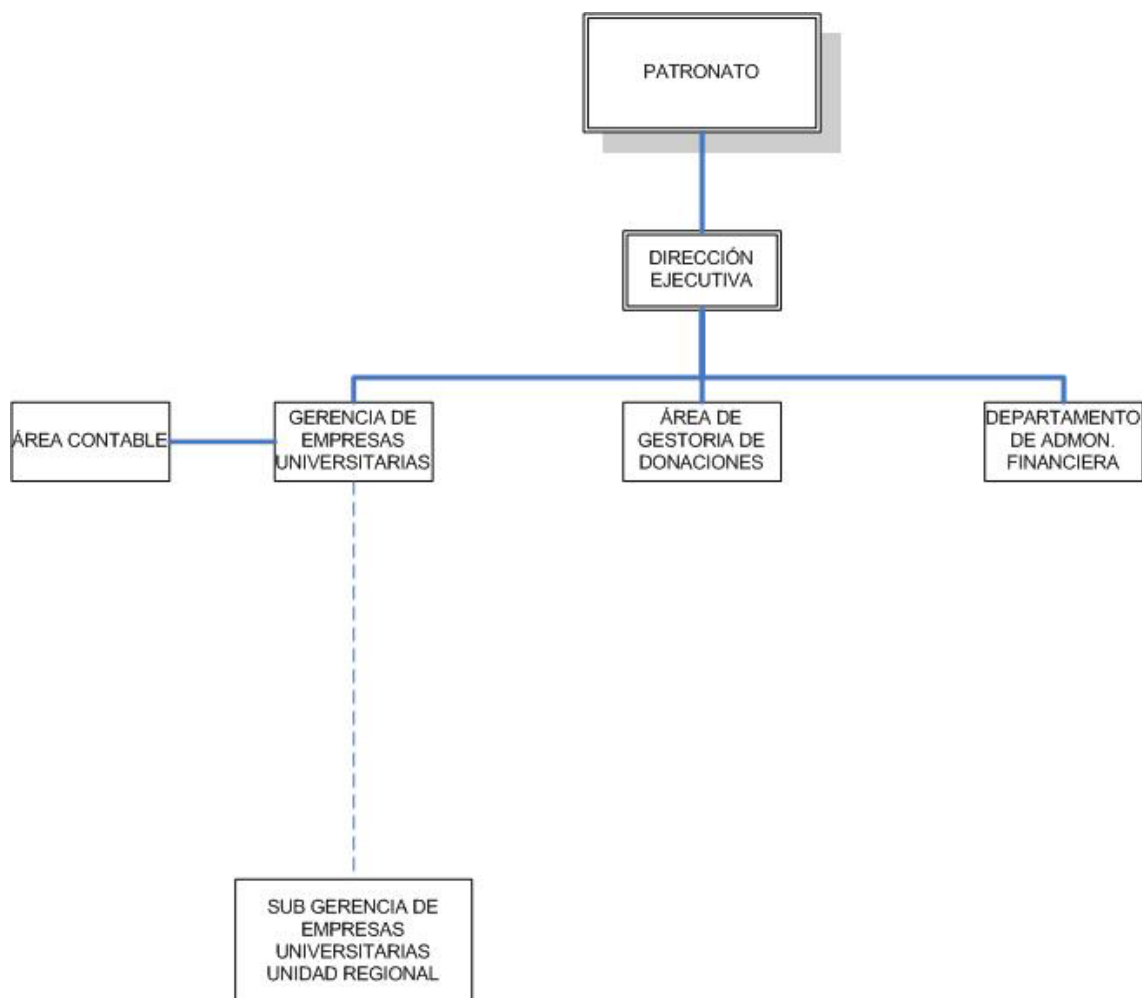 PATRONATO
DIRECCIÓN
EJECUTIVA
ÁREA CONTABLE
GERENCIA DE
EMPRESAS
UNIVERSITARIAS
ÁREA DE
GESTORIA DE
DONACIONES
DEPARTAMENTO
DE ADMON.
FINANCIERA
SUB GERENCIA DE
EMPRESAS
UNIVERSITARIAS
UNIDAD REGIONAL